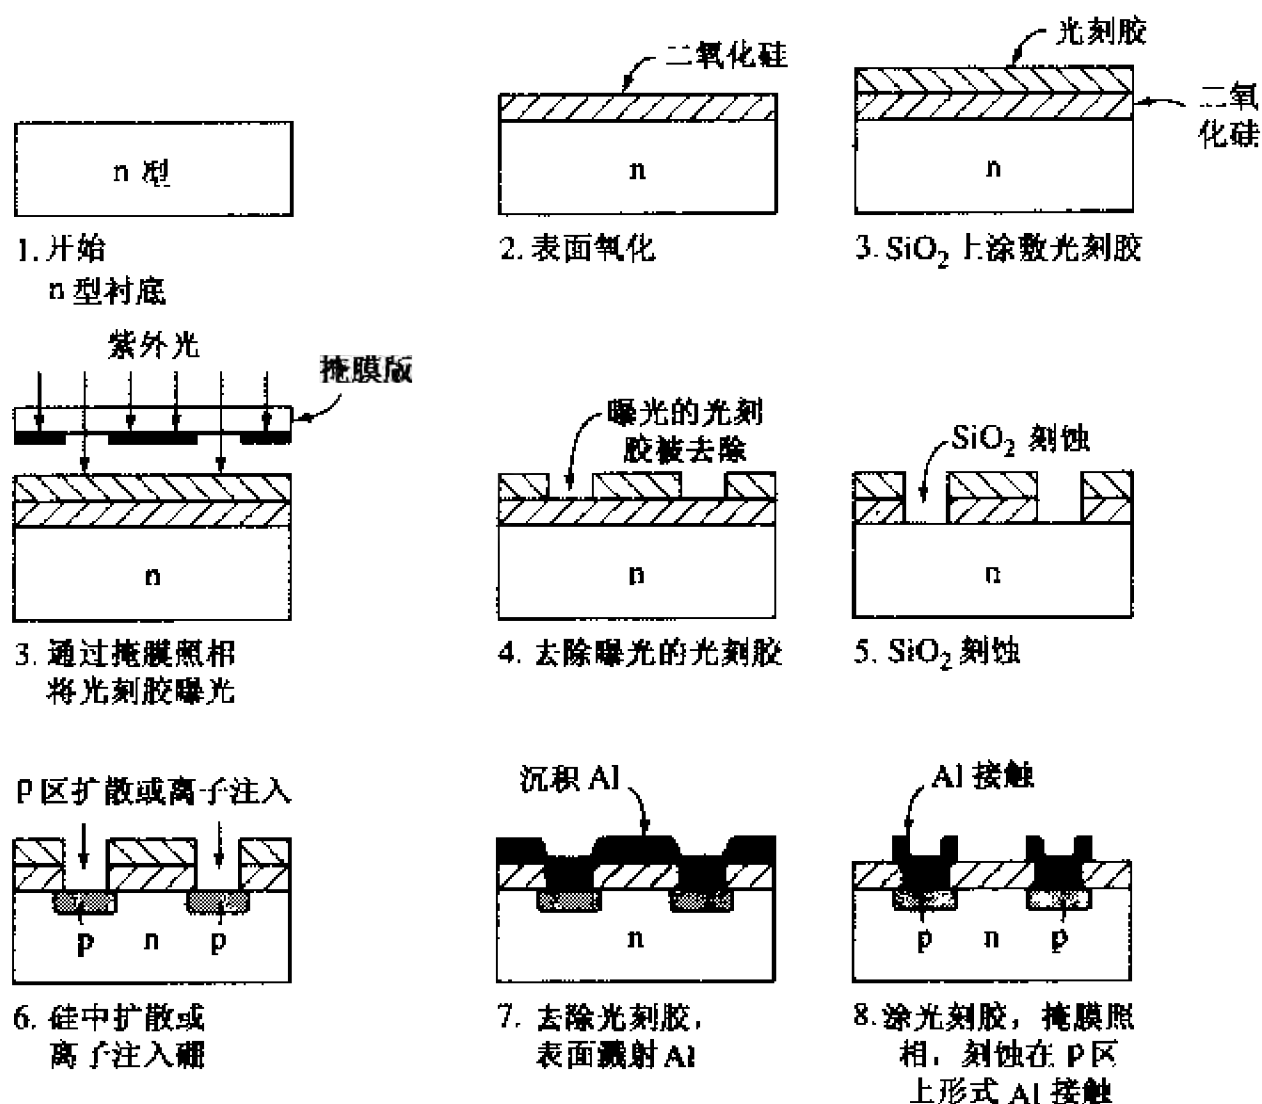 n 型
1. 开始
n 型衬底
二氧化硅
n
2. 表面氧化
光刻胶
二氧
化硅
n
3. SiO₂ 上涂敷光刻胶
紫外光
掩膜版
n
3. 通过掩膜照相
将光刻胶曝光
曝光的光刻
胶被去除
n
4. 去除曝光的光刻胶
SiO₂ 刻蚀
n
5. SiO₂ 刻蚀
p 区扩散或离子注入
p n p
6. 硅中扩散或
离子注入硼
沉积 Al
n
7. 去除光刻胶,
表面溅射 Al
Al 接触
p n p
8. 涂光刻胶，掩膜照
相，刻蚀在 p 区
上形式 Al 接触